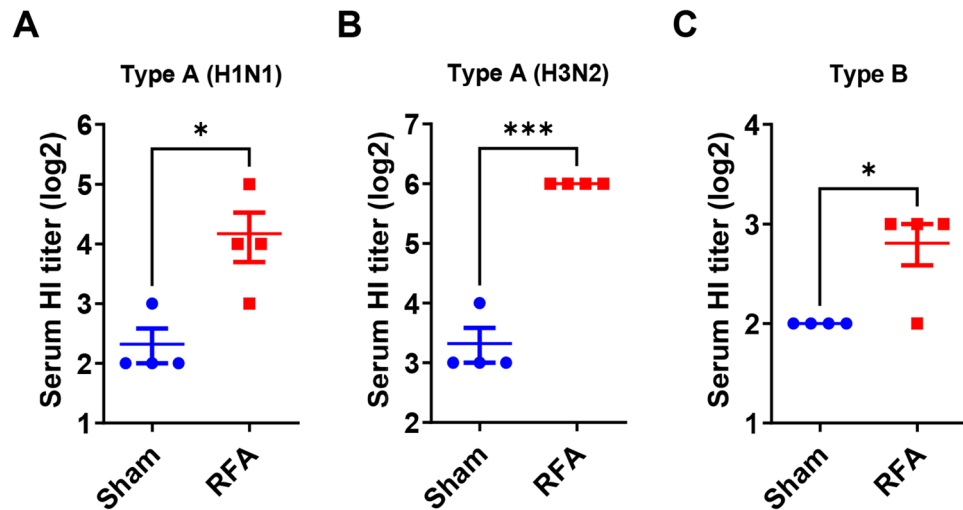 A
Type A (H1N1)
Serum HI titer (log2)
6
5
4
3
2
1
*
Sham
RFA
B
Type A (H3N2)
Serum HI titer (log2)
7
6
5
4
3
2
***
Sham
RFA
C
Type B
Serum HI titer (log2)
4
3
2
1
*
Sham
RFA